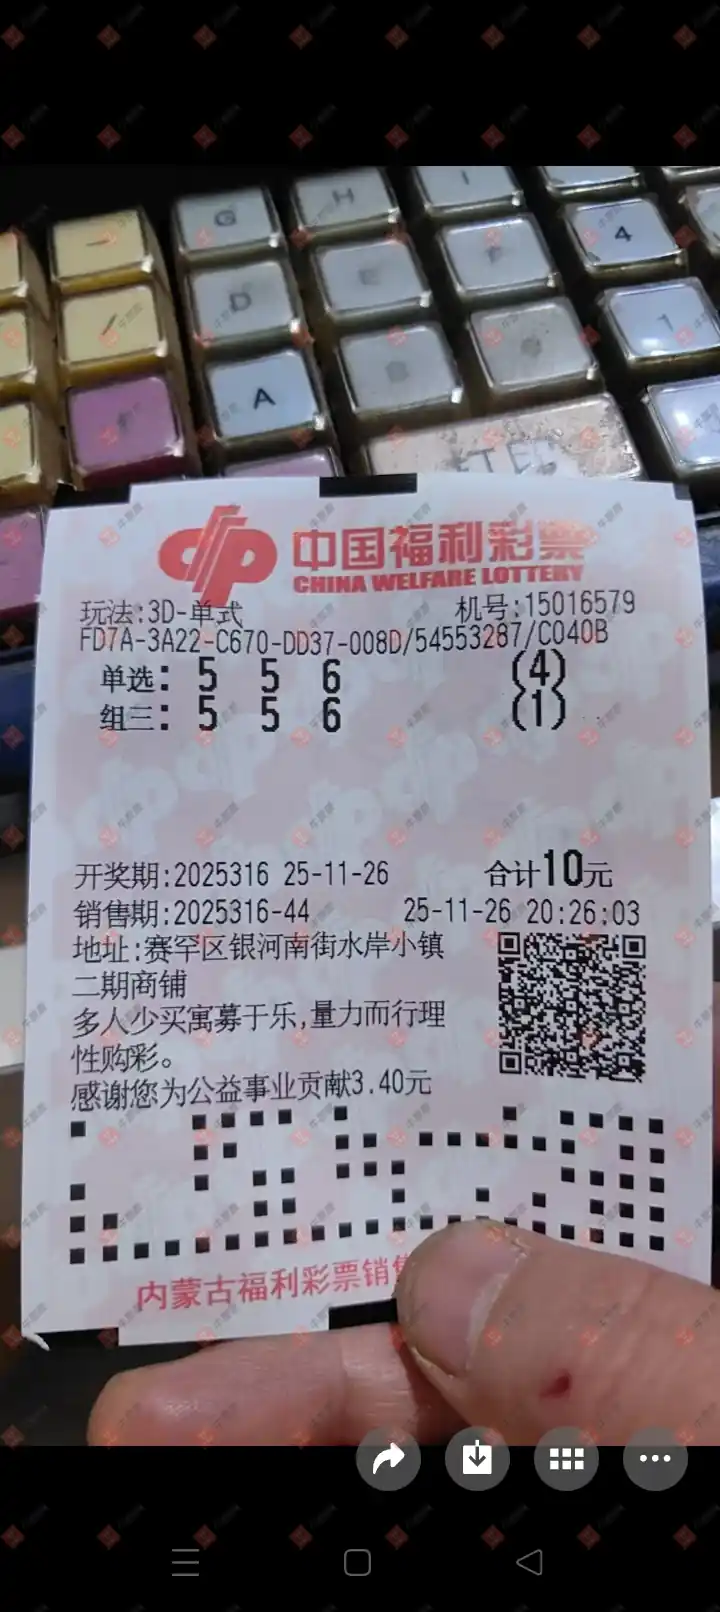 G
H
I
D
E
F
4
A
1
中国福利彩票
CHINA WELFARE LOTTERY
玩法:3D-单式 机号:15016579
FD7A-3A22-C670-DD37-008D/54553287/C040B
单选: 5 5 6 (4)
组三: 5 5 6 (1)
开奖期:2025316 25-11-26 合计10元
销售期:2025316-44 25-11-26 20:26:03
地址:赛罕区银河南街水岸小镇
二期商铺
多人少买寓募于乐,量力而行理
性购彩。
感谢您为公益事业贡献3.40元
内蒙古福利彩票销售